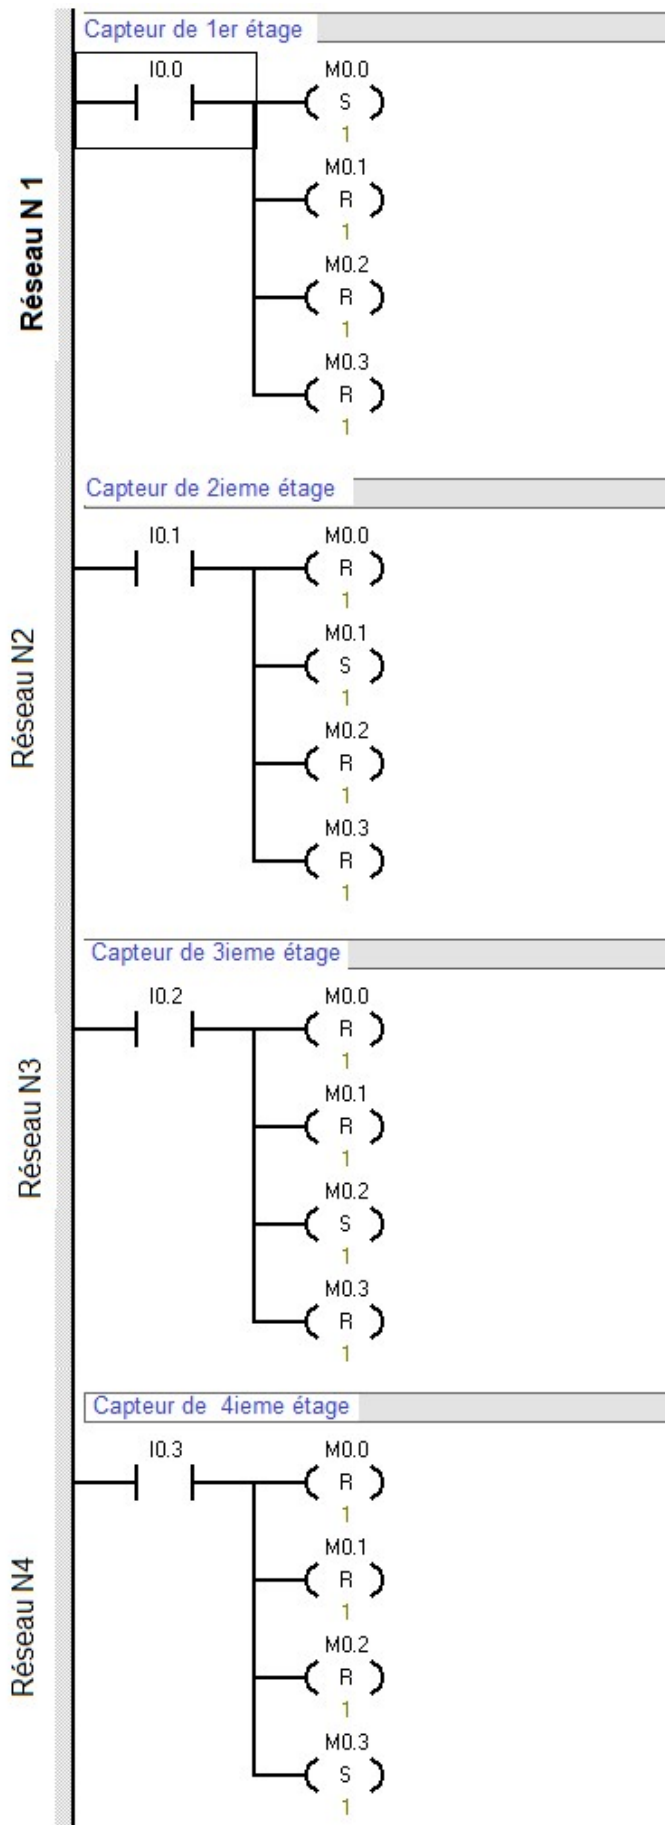 Capteur de 1er étage
I0.0
M0.0
S
1
M0.1
R
1
M0.2
R
1
M0.3
R
1
Réseau N 1
Capteur de 2ieme étage
I0.1
M0.0
R
1
M0.1
S
1
M0.2
R
1
M0.3
R
1
Réseau N2
Capteur de 3ieme étage
I0.2
M0.0
R
1
M0.1
R
1
M0.2
S
1
M0.3
R
1
Réseau N3
Capteur de 4ieme étage
I0.3
M0.0
R
1
M0.1
R
1
M0.2
R
1
M0.3
S
1
Réseau N4